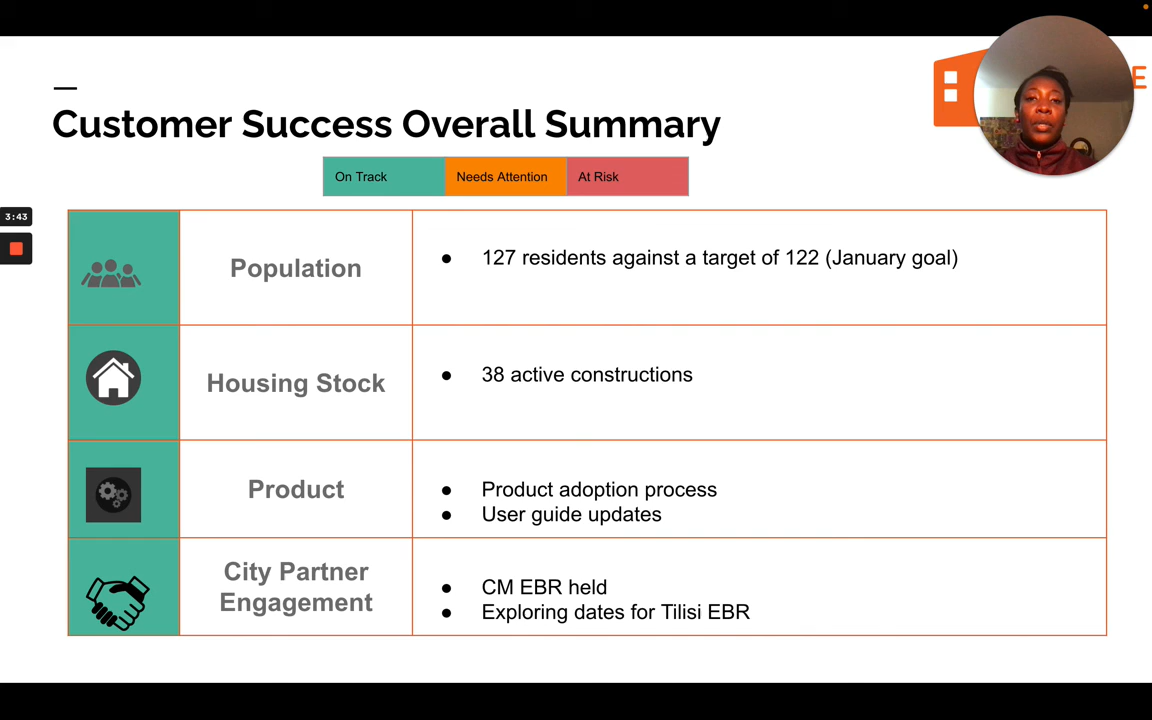 E
Customer Success Overall Summary
On Track
Needs Attention
At Risk
3:43
Population
● 127 residents against a target of 122 (January goal)
Housing Stock
● 38 active constructions
Product
● Product adoption process
● User guide updates
City Partner
Engagement
● CM EBR held
● Exploring dates for Tilisi EBR